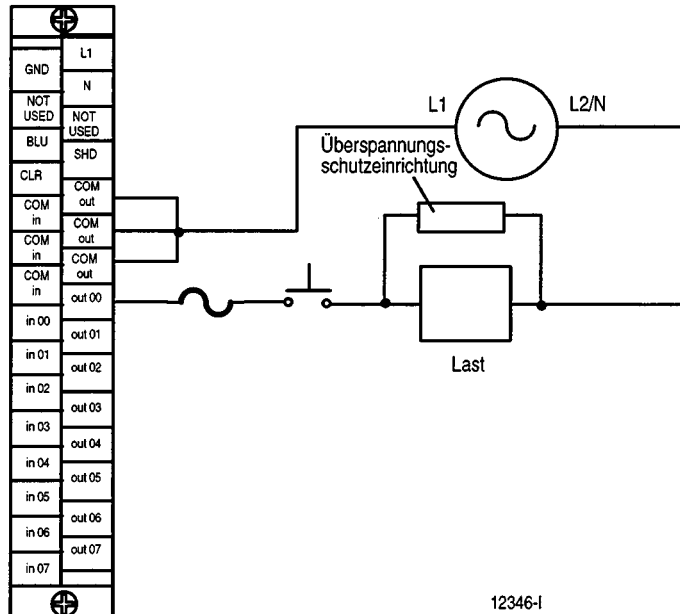 GND
NOT
USED
BLU
CLR
COM
in
COM
in
COM
in
in 00
in 01
in 02
in 03
in 04
in 05
in 06
in 07
L1
N
NOT
USED
SHD
COM
out
COM
out
COM
out
out 00
out 01
out 02
out 03
out 04
out 05
out 06
out 07
L1
L2/N
Überspannungs-
schutzeinrichtung
Last
12346-I